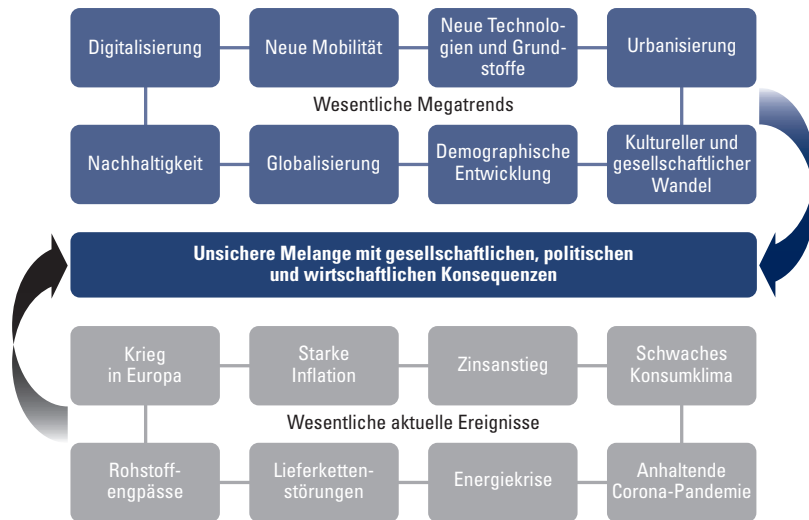 Digitalisierung
Neue Mobilität
Neue Technolo-
gien und Grund-
stoffe
Urbanisierung
Wesentliche Megatrends
Nachhaltigkeit
Globalisierung
Demographische
Entwicklung
Kultureller und
gesellschaftlicher
Wandel
Unsichere Melange mit gesellschaftlichen, politischen
und wirtschaftlichen Konsequenzen
Krieg
in Europa
Starke
Inflation
Zinsanstieg
Schwaches
Konsumklima
Wesentliche aktuelle Ereignisse
Rohstoff-
engpässe
Lieferketten-
störungen
Energiekrise
Anhaltende
Corona-Pandemie